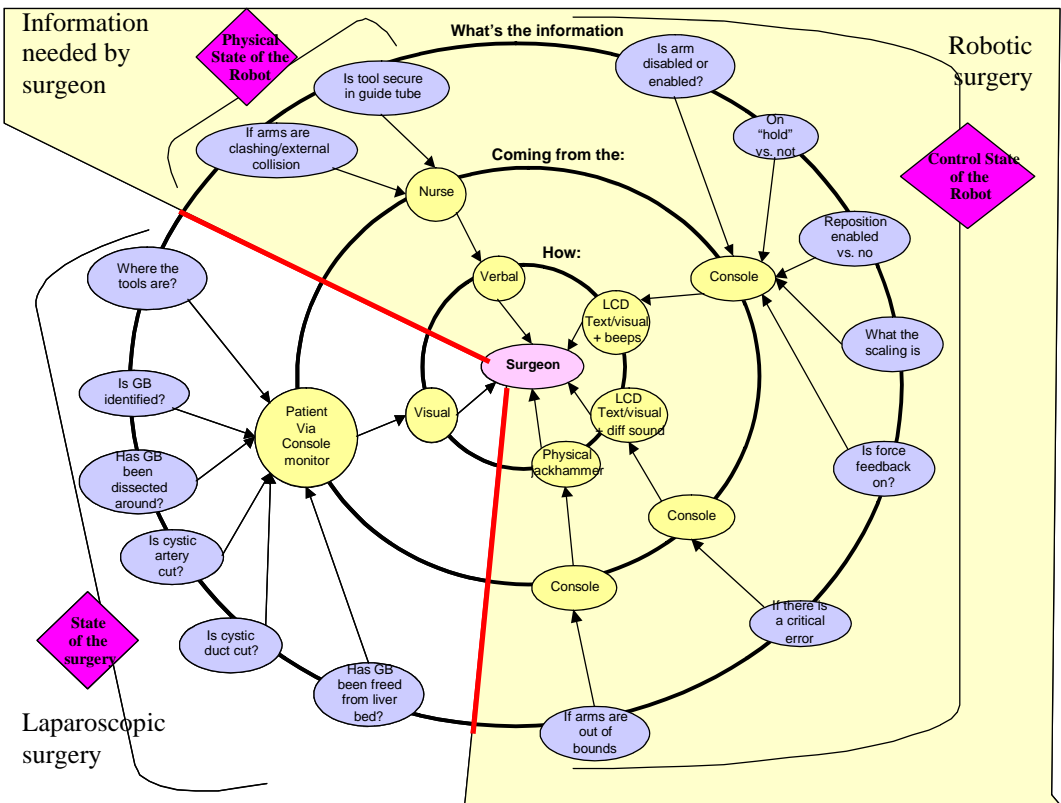 Information
needed by
surgeon
Physical
State of the
Robot
What's the information
Is arm
disabled or
enabled?
Robotic
surgery
Is tool secure
in guide tube
On
“hold”
vs. not
If arms are
clashing/external
collision
Coming from the:
Control State
of the
Robot
Nurse
Reposition
enabled
vs. no
Where the
tools are?
How:
Verbal
Console
LCD
Text/visual
+ beeps
What the
scaling is
Surgeon
Is GB
identified?
Patient
Via
Console
monitor
Visual
LCD
Text/visual
+ diff sound
Has GB
been
dissected
around?
Physical
jackhammer
Is force
feedback
on?
Console
Is cystic
artery
cut?
Console
If there is
a critical
error
State
of the
surgery
Is cystic
duct cut?
Has GB
been freed
from liver
bed?
If arms are
out of
bounds
Laparoscopic
surgery